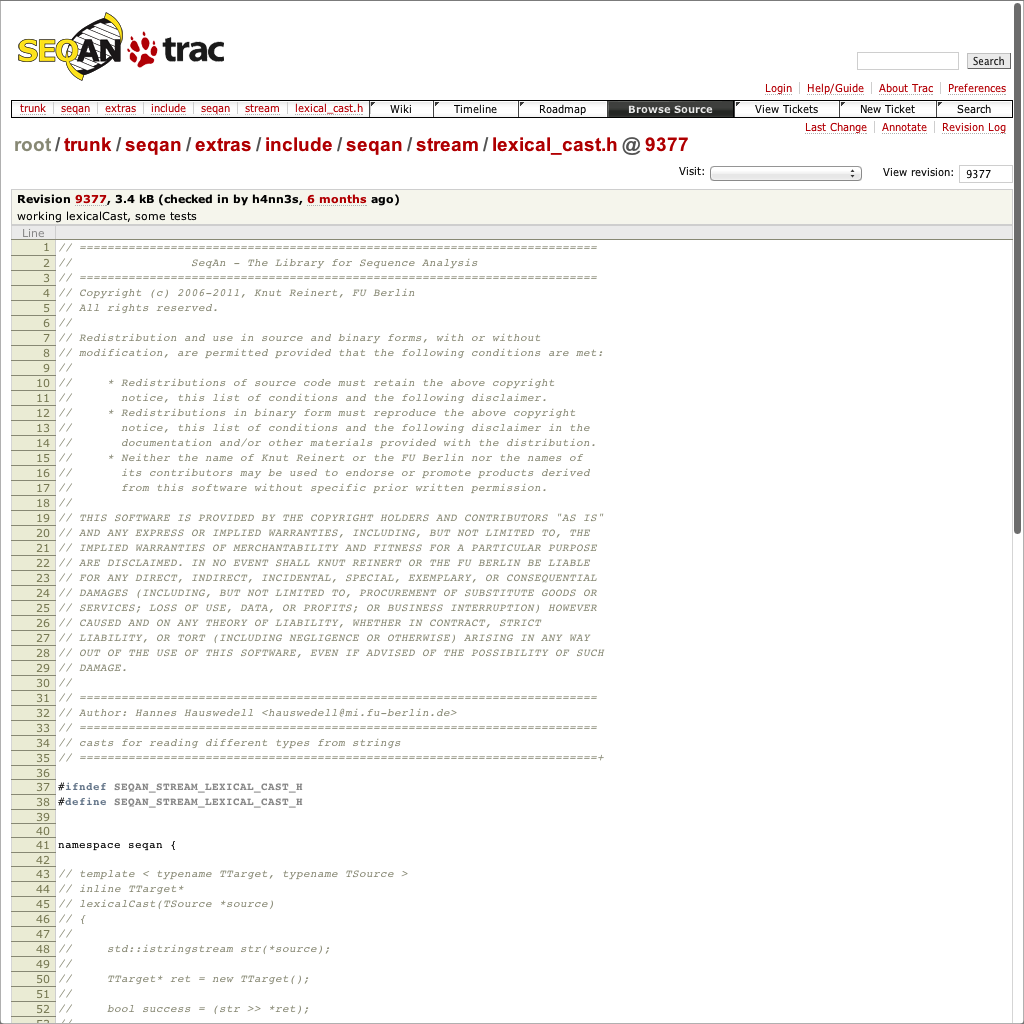 SEQAN trac
Search
Login Help/Guide About Trac Preferences
trunk seqan extras include seqan stream lexical_cast.h Wiki Timeline Roadmap Browse Source View Tickets New Ticket Search
Last Change Annotate Revision Log
root / trunk / seqan / extras / include / seqan / stream / lexical_cast.h @ 9377
Visit: View revision: 9377
Revision 9377, 3.4 kB (checked in by h4nn3s, 6 months ago)
working lexicalCast, some tests
Line
1 // ==========================================================================
2 //                 SeqAn - The Library for Sequence Analysis
3 // ==========================================================================
4 // Copyright (c) 2006-2011, Knut Reinert, FU Berlin
5 // All rights reserved.
6 //
7 // Redistribution and use in source and binary forms, with or without
8 // modification, are permitted provided that the following conditions are met:
9 //
10 //     * Redistributions of source code must retain the above copyright
11 //       notice, this list of conditions and the following disclaimer.
12 //     * Redistributions in binary form must reproduce the above copyright
13 //       notice, this list of conditions and the following disclaimer in the
14 //       documentation and/or other materials provided with the distribution.
15 //     * Neither the name of Knut Reinert or the FU Berlin nor the names of
16 //       its contributors may be used to endorse or promote products derived
17 //       from this software without specific prior written permission.
18 //
19 // THIS SOFTWARE IS PROVIDED BY THE COPYRIGHT HOLDERS AND CONTRIBUTORS "AS IS"
20 // AND ANY EXPRESS OR IMPLIED WARRANTIES, INCLUDING, BUT NOT LIMITED TO, THE
21 // IMPLIED WARRANTIES OF MERCHANTABILITY AND FITNESS FOR A PARTICULAR PURPOSE
22 // ARE DISCLAIMED. IN NO EVENT SHALL KNUT REINERT OR THE FU BERLIN BE LIABLE
23 // FOR ANY DIRECT, INDIRECT, INCIDENTAL, SPECIAL, EXEMPLARY, OR CONSEQUENTIAL
24 // DAMAGES (INCLUDING, BUT NOT LIMITED TO, PROCUREMENT OF SUBSTITUTE GOODS OR
25 // SERVICES; LOSS OF USE, DATA, OR PROFITS; OR BUSINESS INTERRUPTION) HOWEVER
26 // CAUSED AND ON ANY THEORY OF LIABILITY, WHETHER IN CONTRACT, STRICT
27 // LIABILITY, OR TORT (INCLUDING NEGLIGENCE OR OTHERWISE) ARISING IN ANY WAY
28 // OUT OF THE USE OF THIS SOFTWARE, EVEN IF ADVISED OF THE POSSIBILITY OF SUCH
29 // DAMAGE.
30 //
31 // ==========================================================================
32 // Author: Hannes Hauswedell <hauswedell@mi.fu-berlin.de>
33 // ==========================================================================
34 // casts for reading different types from strings
35 // ==========================================================================+
36
37 #ifndef SEQAN_STREAM_LEXICAL_CAST_H
38 #define SEQAN_STREAM_LEXICAL_CAST_H
39
40
41 namespace seqan {
42
43 // template < typename TTarget, typename TSource >
44 // inline TTarget*
45 // lexicalCast(TSource *source)
46 // {
47 //
48 //     std::istringstream str(*source);
49 //
50 //     TTarget* ret = new TTarget();
51 //
52 //     bool success = (str >> *ret);
53 //